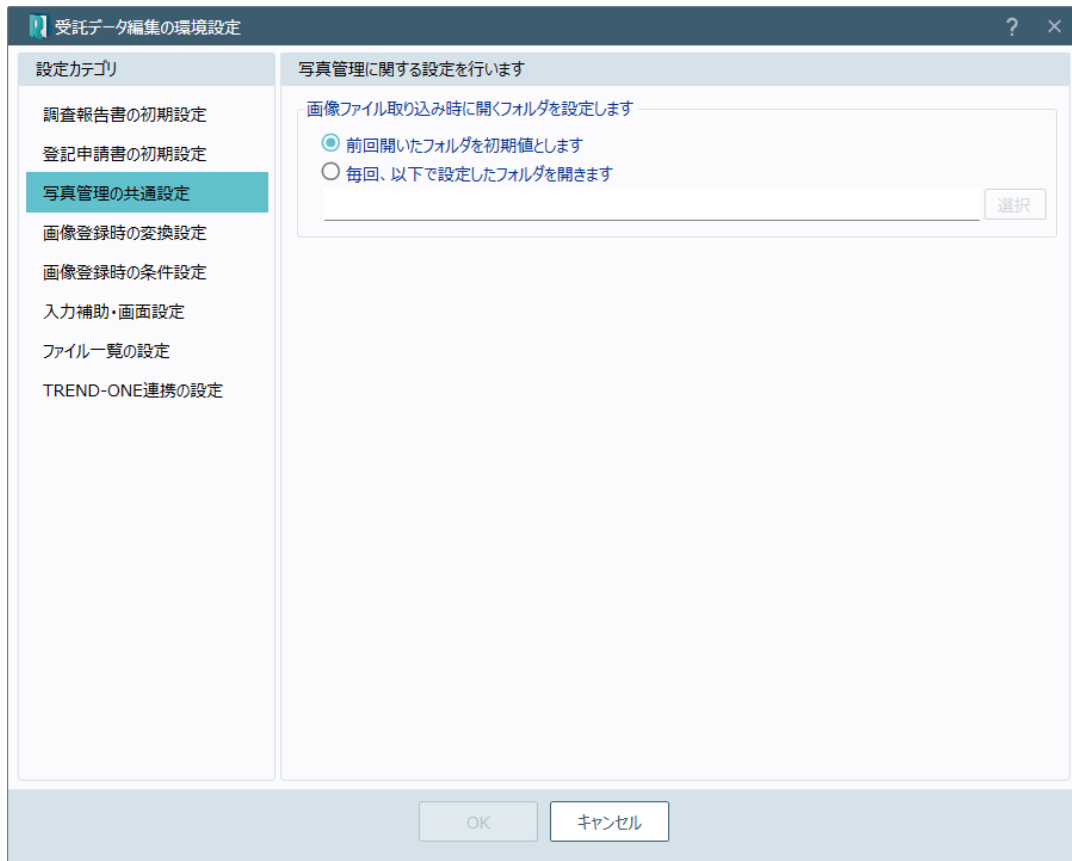 受託データ編集の環境設定
?
×
設定カテゴリ
調査報告書の初期設定
登記申請書の初期設定
写真管理の共通設定
画像登録時の変換設定
画像登録時の条件設定
入力補助・画面設定
ファイル一覧の設定
TREND-ONE連携の設定
写真管理に関する設定を行います
画像ファイル取り込み時に開くフォルダを設定します
前回開いたフォルダを初期値とします
毎回、以下で設定したフォルダを開きます
選択
OK
キャンセル